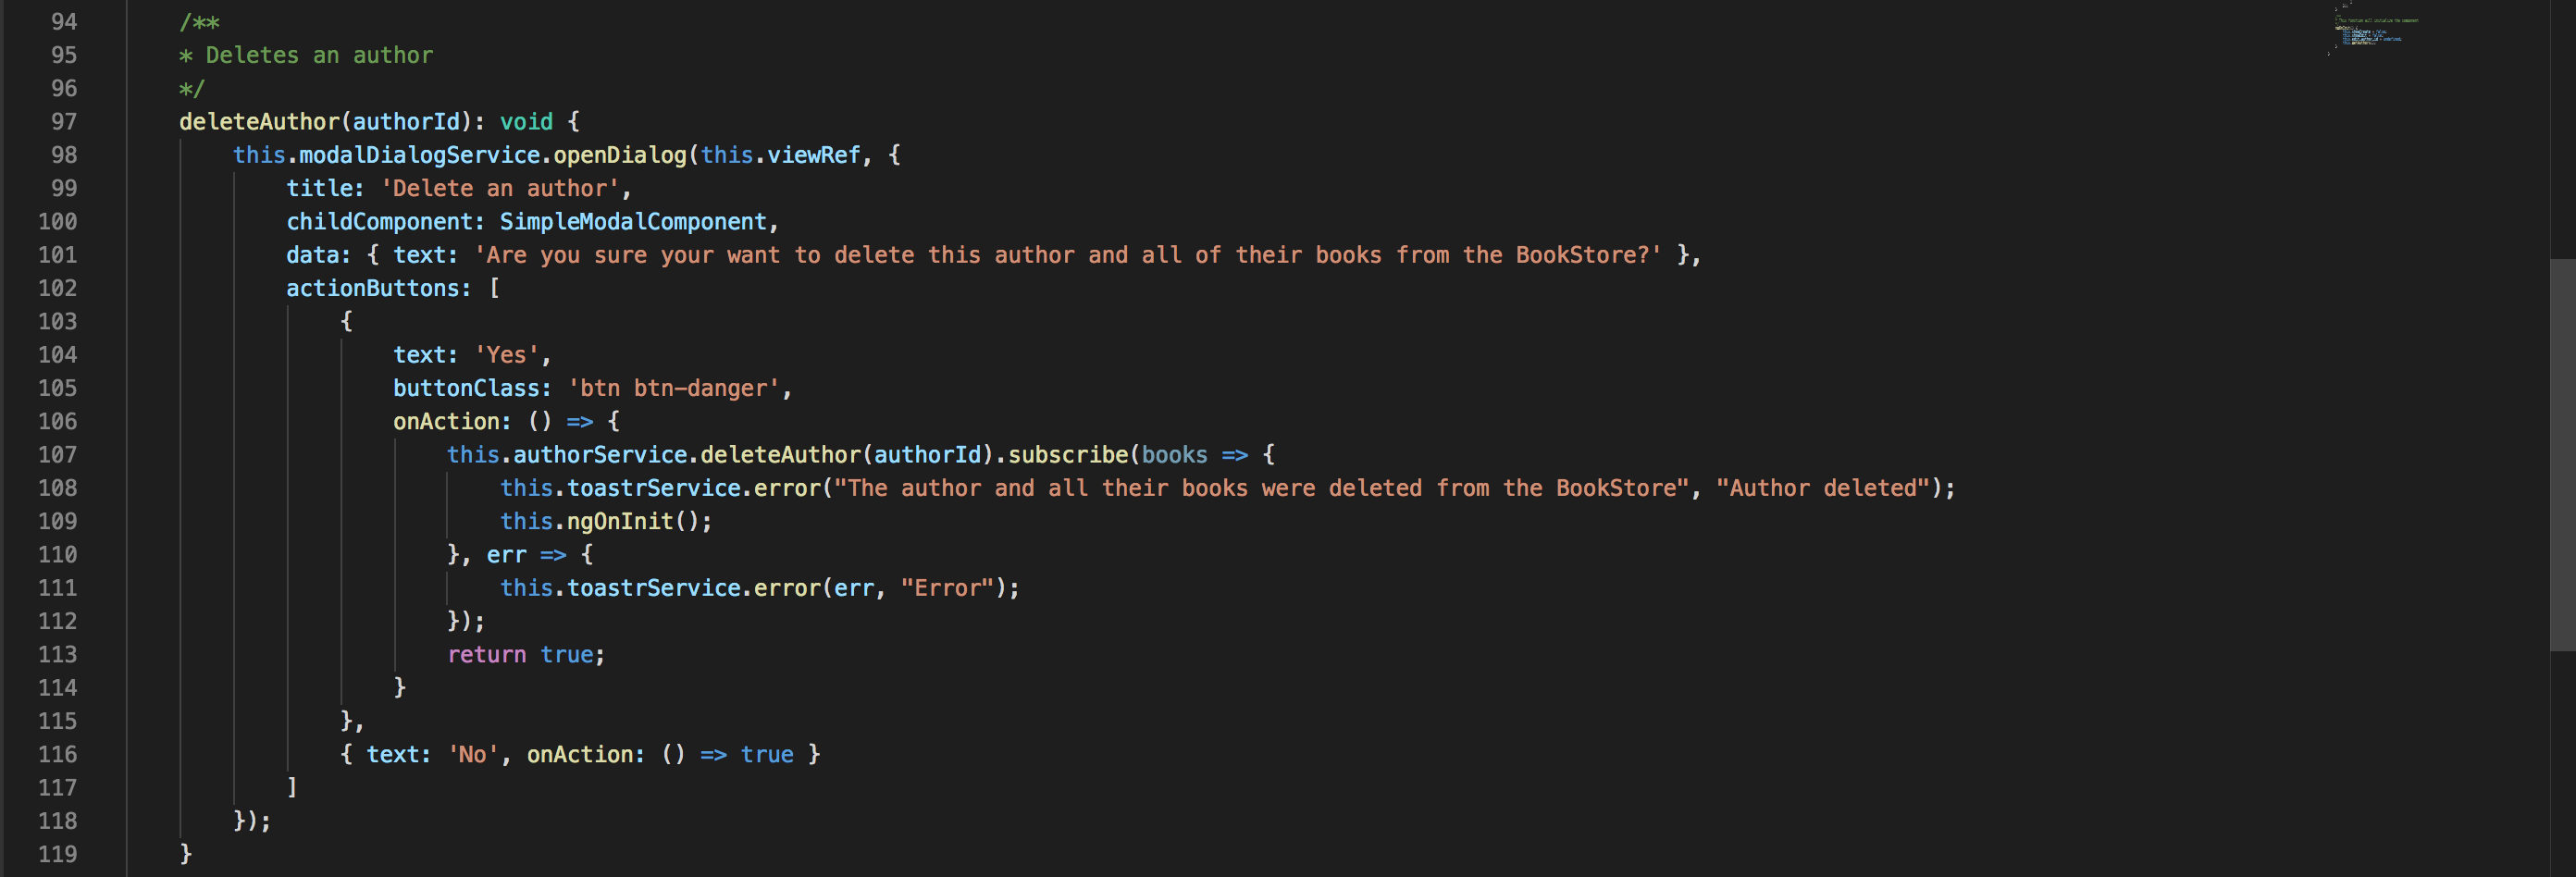 94 /**
95 * Deletes an author
96 */
97 deleteAuthor(authorId): void {
98 this.modalDialogService.openDialog(this.viewRef, {
99 title: 'Delete an author',
100 childComponent: SimpleModalComponent,
101 data: { text: 'Are you sure your want to delete this author and all of their books from the BookStore?' },
102 actionButtons: [
103 {
104 text: 'Yes',
105 buttonClass: 'btn btn-danger',
106 onAction: () => {
107 this.authorService.deleteAuthor(authorId).subscribe(books => {
108 this.toastrService.error("The author and all their books were deleted from the BookStore", "Author deleted");
109 this.ngOnInit();
110 }, err => {
111 this.toastrService.error(err, "Error");
112 });
113 return true;
114 }
115 },
116 { text: 'No', onAction: () => true }
117 ]
118 });
119 }